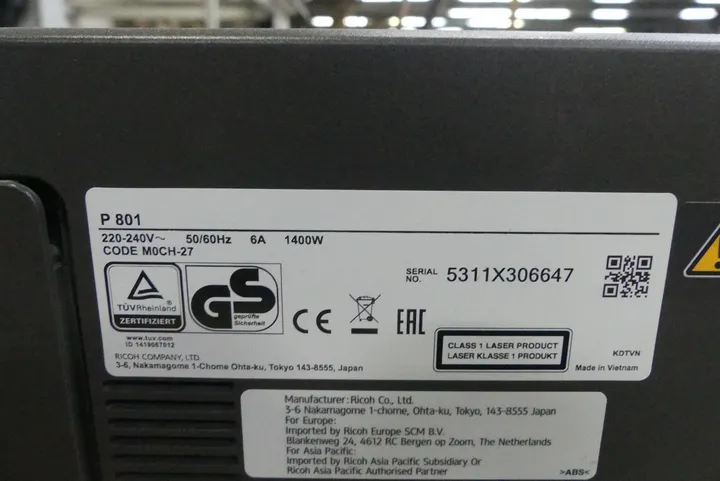 P 801
220-240V~ 50/60Hz 6A 1400W
CODE M0CH-27
TÜVRheinland
ZERTIFIZIERT
GS
geprüfte
Sicherheit
CE
EAC
SERIAL NO. 5311X306647
www.tuv.com
ID 1419067012
CLASS 1 LASER PRODUCT
LASER KLASSE 1 PRODUKT
KDTVN
RICOH COMPANY, LTD.
3-6, Nakamagome 1-Chome Ohta-ku, Tokyo 143-8555, Japan
Made in Vietnam
Manufacturer: Ricoh Co., Ltd.
3-6 Nakamagome 1-chome, Ohta-ku, Tokyo, 143-8555 Japan
For Europe:
Imported by Ricoh Europe SCM B.V.
Blankenweg 24, 4612 RC Bergen op Zoom, The Netherlands
For Asia Pacific:
Imported by Ricoh Asia Pacific Subsidiary Or
Ricoh Asia Pacific Authorised Partner
>ABS<